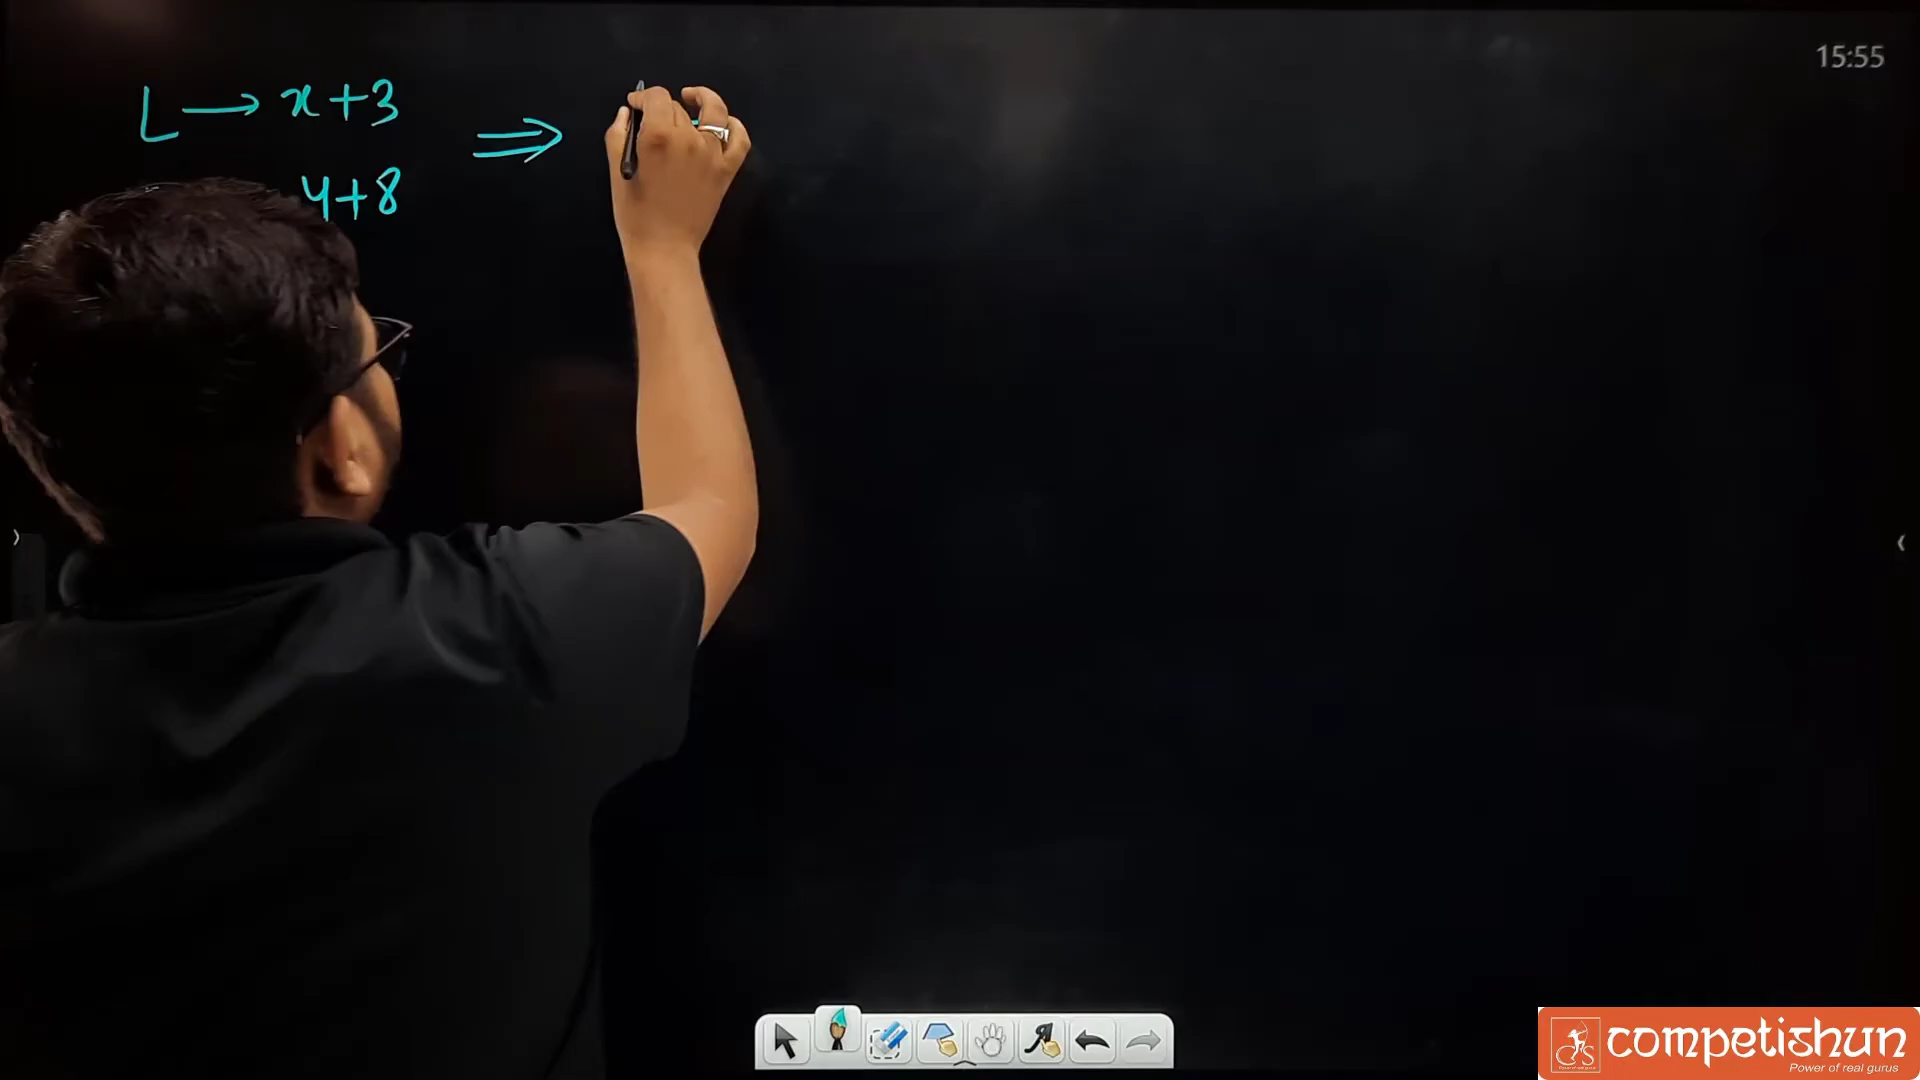 15:55
L → x+3 ⇒
y+8
competishun
Power of real gurus